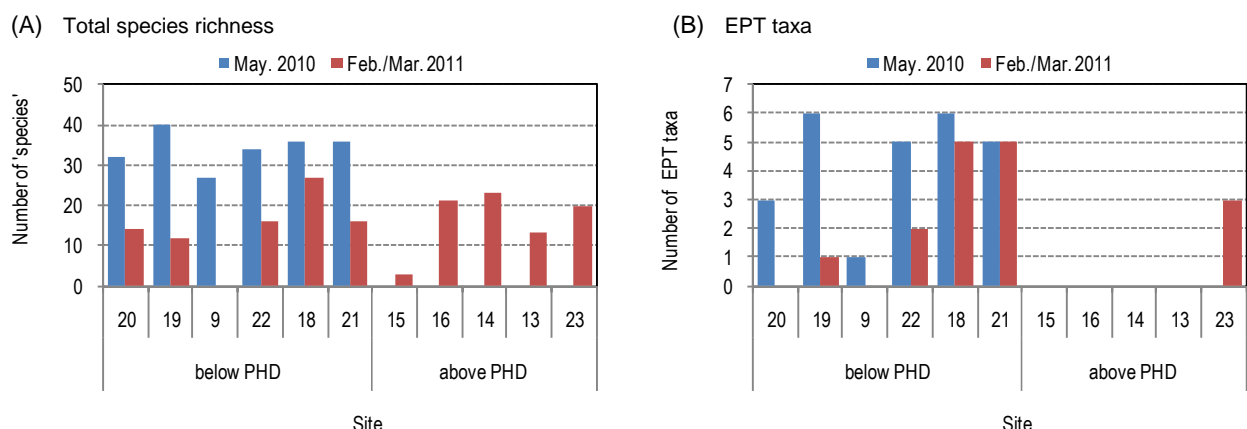 (A) Total species richness
May. 2010 Feb./Mar. 2011
50
40
30
20
10
0
Number of 'species'
20 19 9 22 18 21 15 16 14 13 23
below PHD above PHD
Site
(B) EPT taxa
May. 2010 Feb./Mar. 2011
7
6
5
4
3
2
1
0
Number of EPT taxa
20 19 9 22 18 21 15 16 14 13 23
below PHD above PHD
Site